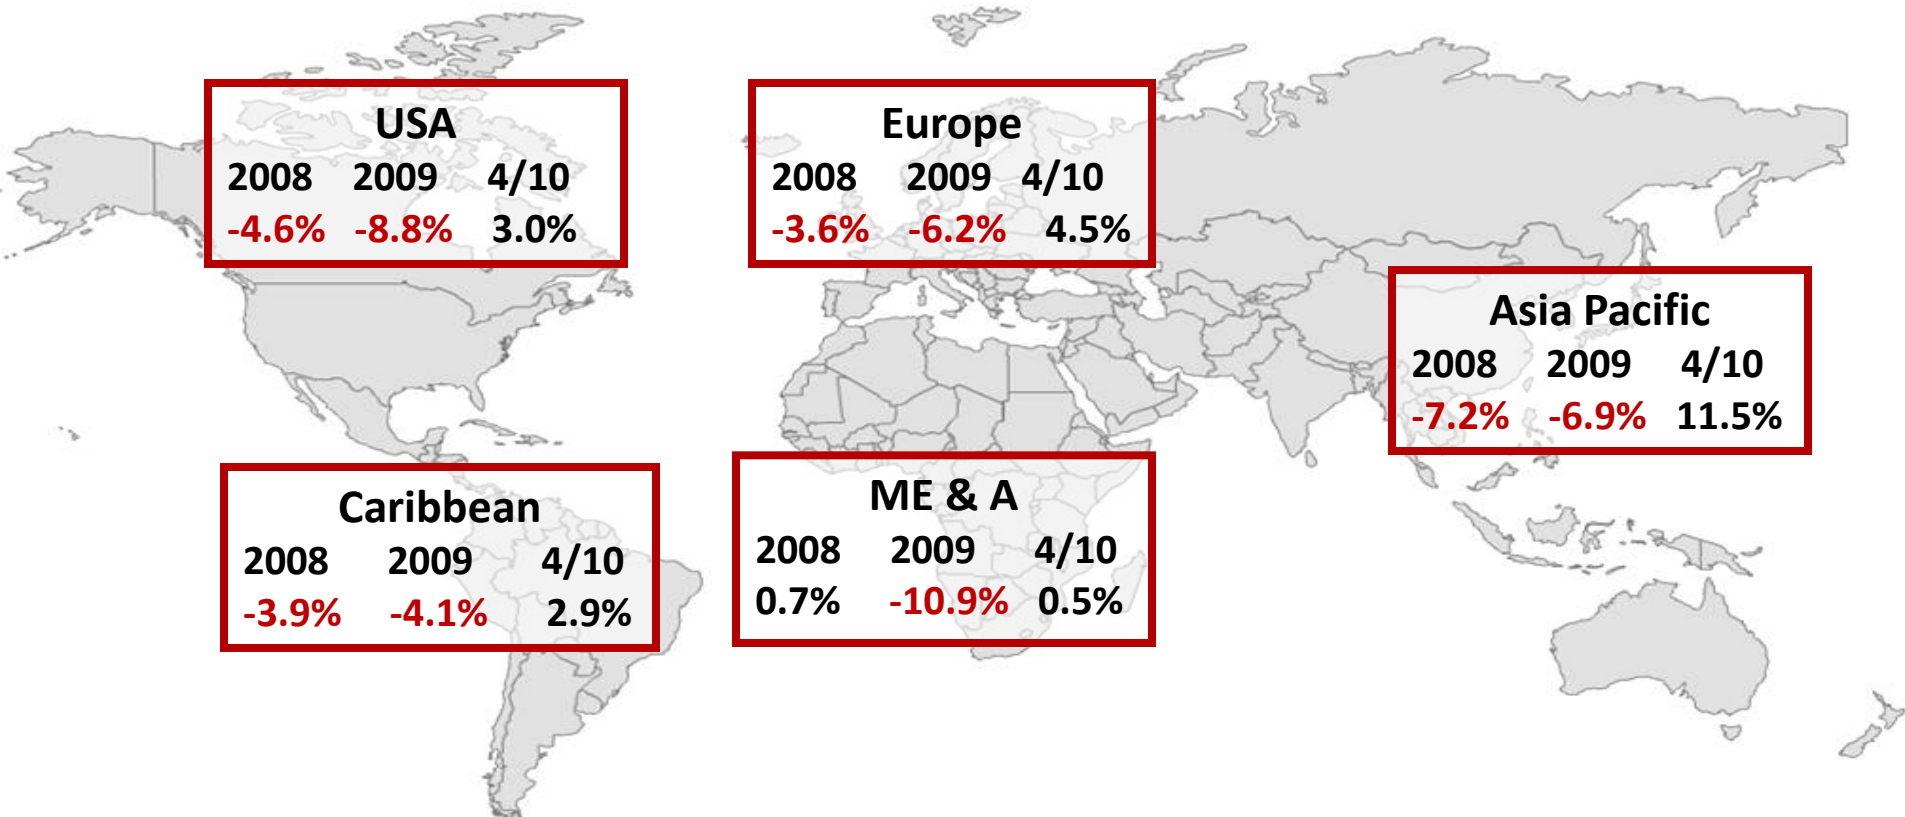 USA
2008 2009 4/10
-4.6% -8.8% 3.0%
Europe
2008 2009 4/10
-3.6% -6.2% 4.5%
Asia Pacific
2008 2009 4/10
-7.2% -6.9% 11.5%
Caribbean
2008 2009 4/10
-3.9% -4.1% 2.9%
ME & A
2008 2009 4/10
0.7% -10.9% 0.5%